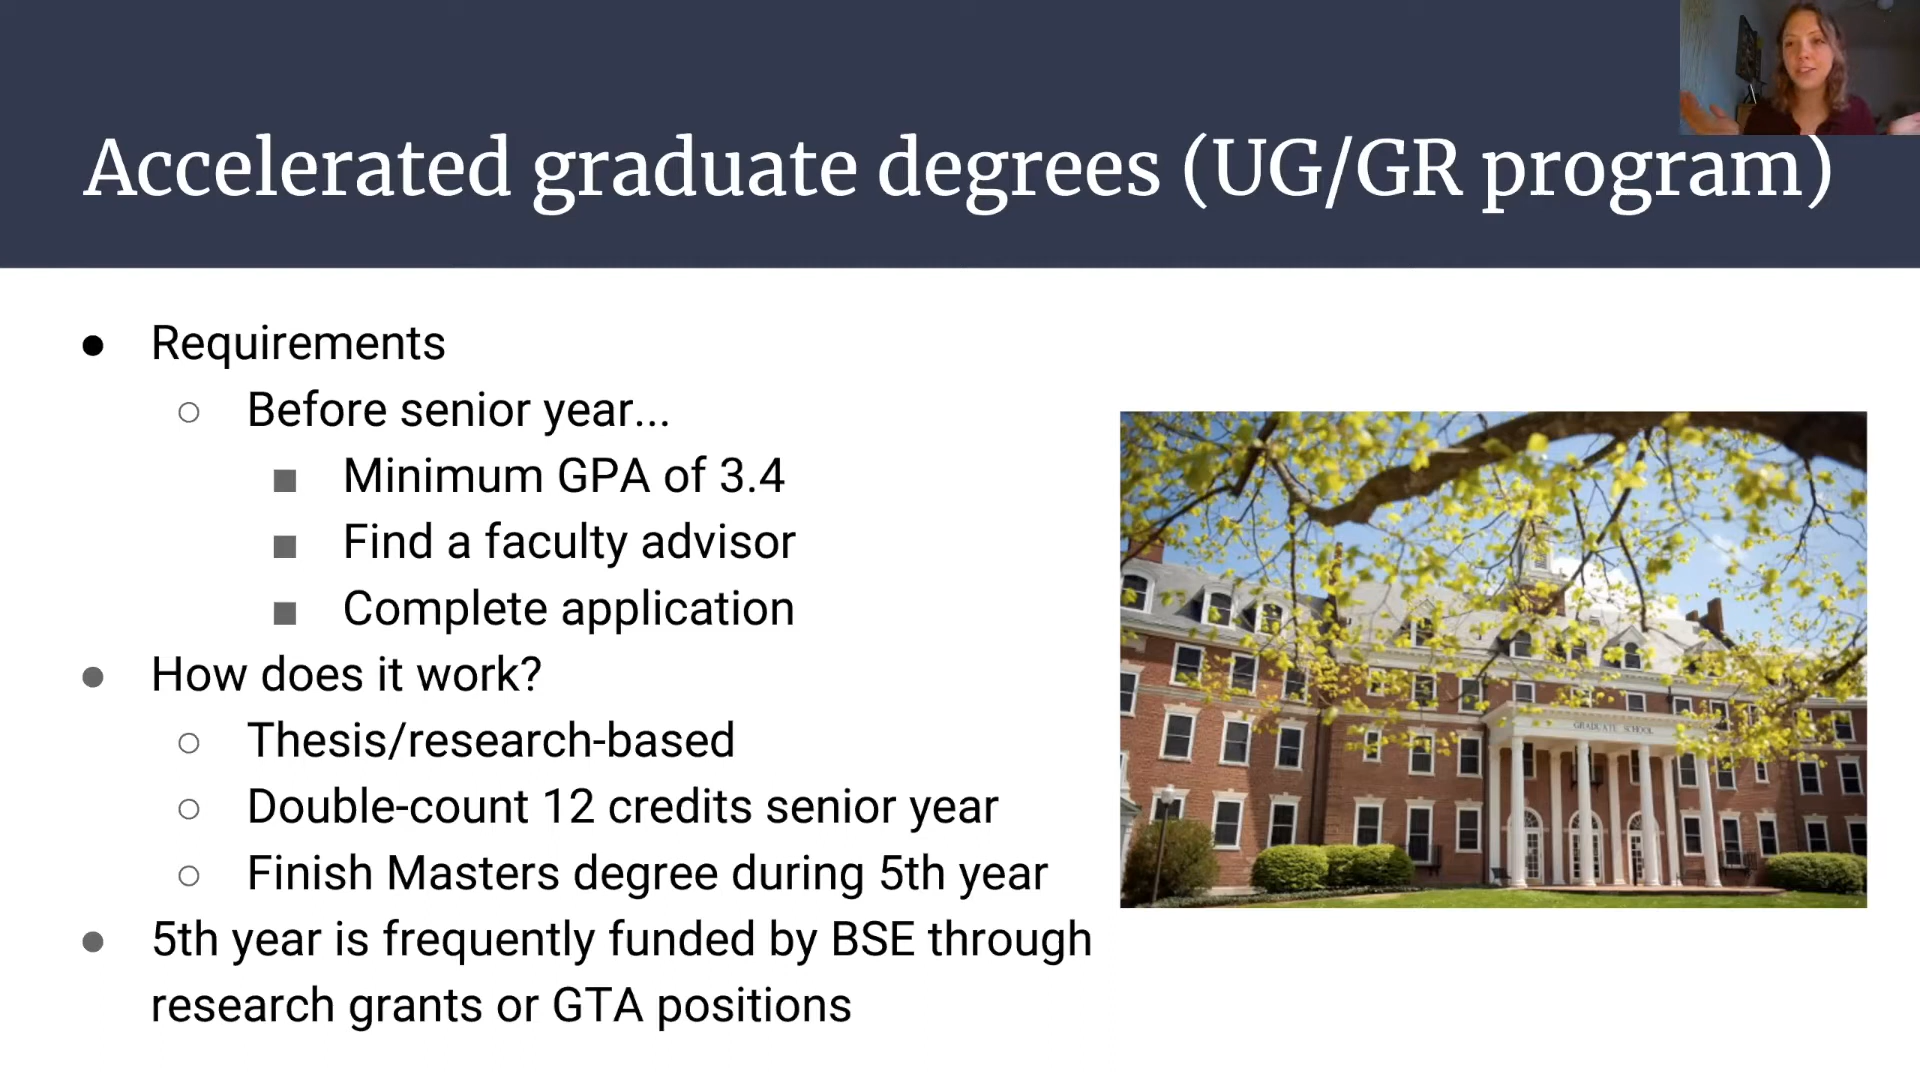 Accelerated graduate degrees (UG/GR program)
● Requirements
○ Before senior year...
■ Minimum GPA of 3.4
■ Find a faculty advisor
■ Complete application
● How does it work?
○ Thesis/research-based
○ Double-count 12 credits senior year
○ Finish Masters degree during 5th year
● 5th year is frequently funded by BSE through
research grants or GTA positions
GRADUATE SCHOOL